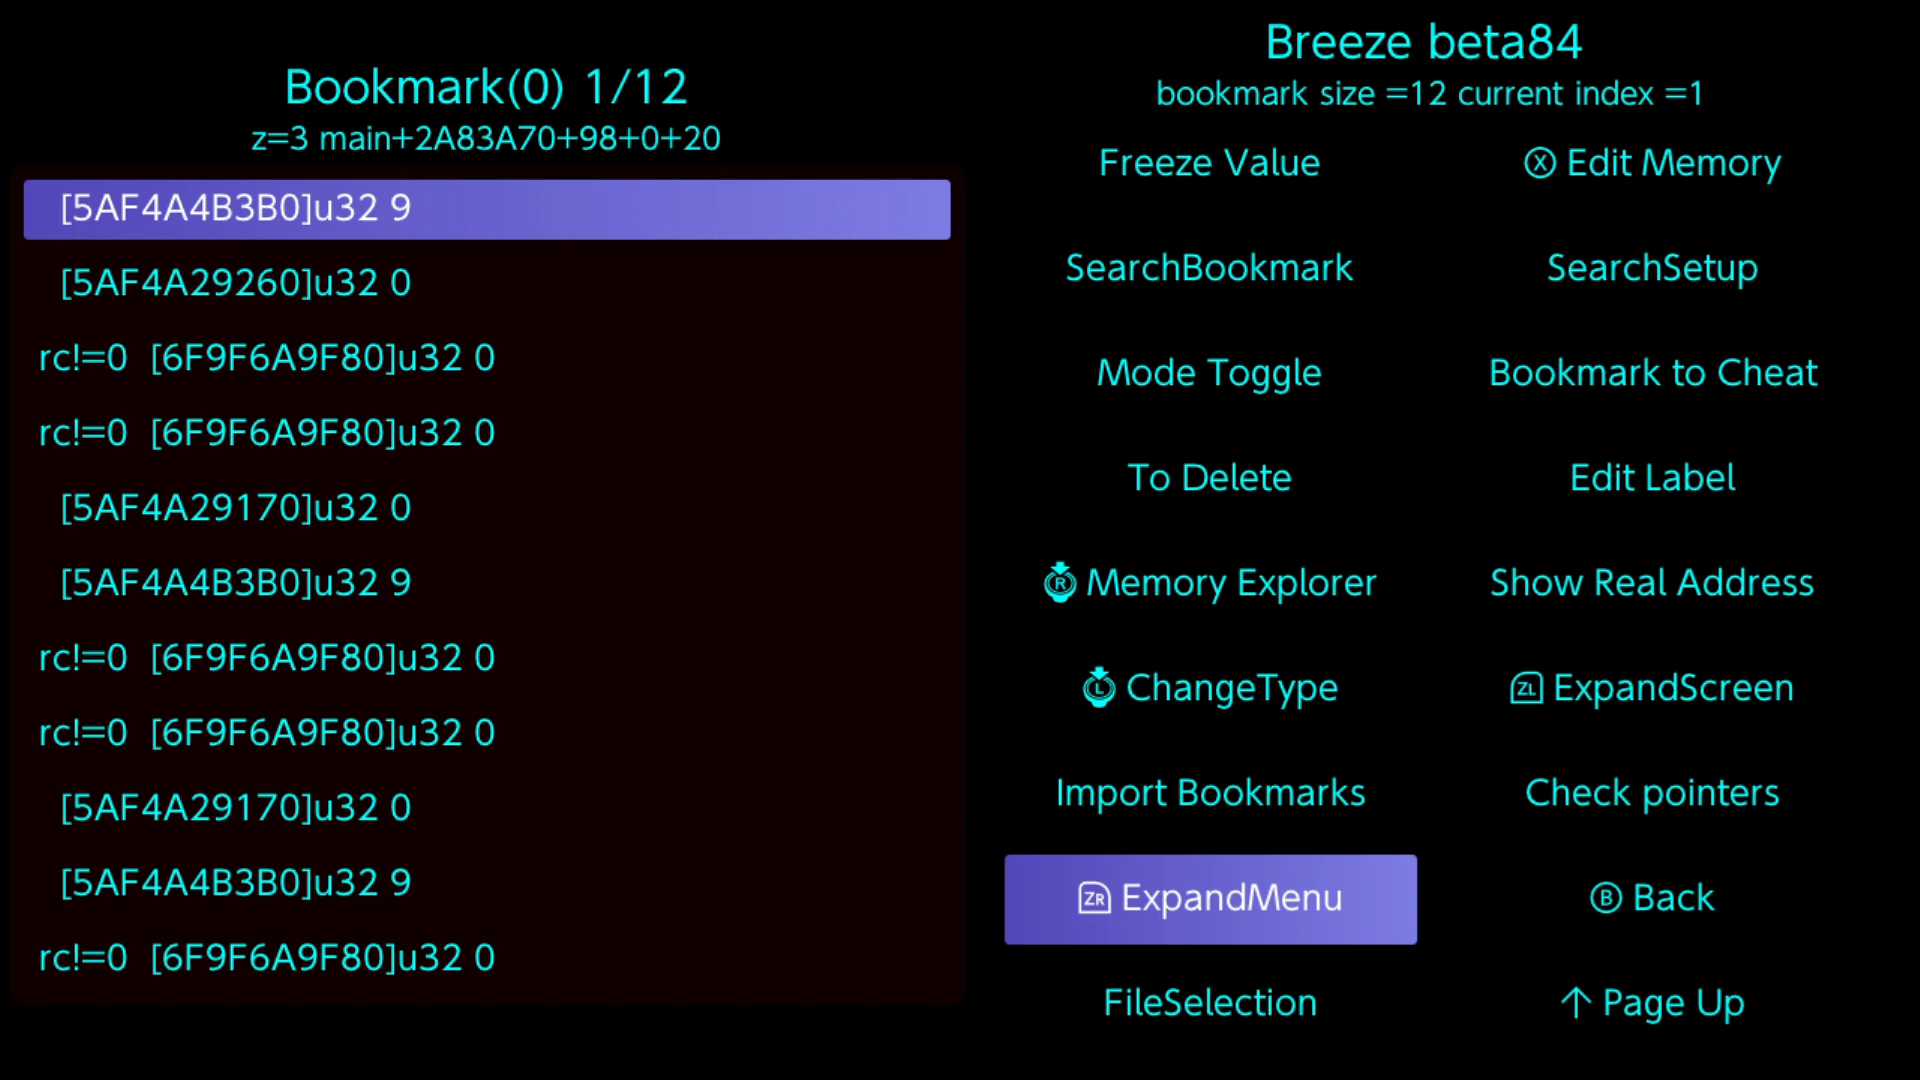 Bookmark(0) 1/12
z=3 main+2A83A70+98+0+20
[5AF4A4B3B0]u32 9
[5AF4A29260]u32 0
rc!=0 [6F9F6A9F80]u32 0
rc!=0 [6F9F6A9F80]u32 0
[5AF4A29170]u32 0
[5AF4A4B3B0]u32 9
rc!=0 [6F9F6A9F80]u32 0
rc!=0 [6F9F6A9F80]u32 0
[5AF4A29170]u32 0
[5AF4A4B3B0]u32 9
rc!=0 [6F9F6A9F80]u32 0
Breeze beta84
bookmark size =12 current index =1
Freeze Value
Ⓧ Edit Memory
SearchBookmark
SearchSetup
Mode Toggle
Bookmark to Cheat
To Delete
Edit Label
R Memory Explorer
Show Real Address
L ChangeType
ZL ExpandScreen
Import Bookmarks
Check pointers
ZR ExpandMenu
Ⓑ Back
FileSelection
↑ Page Up